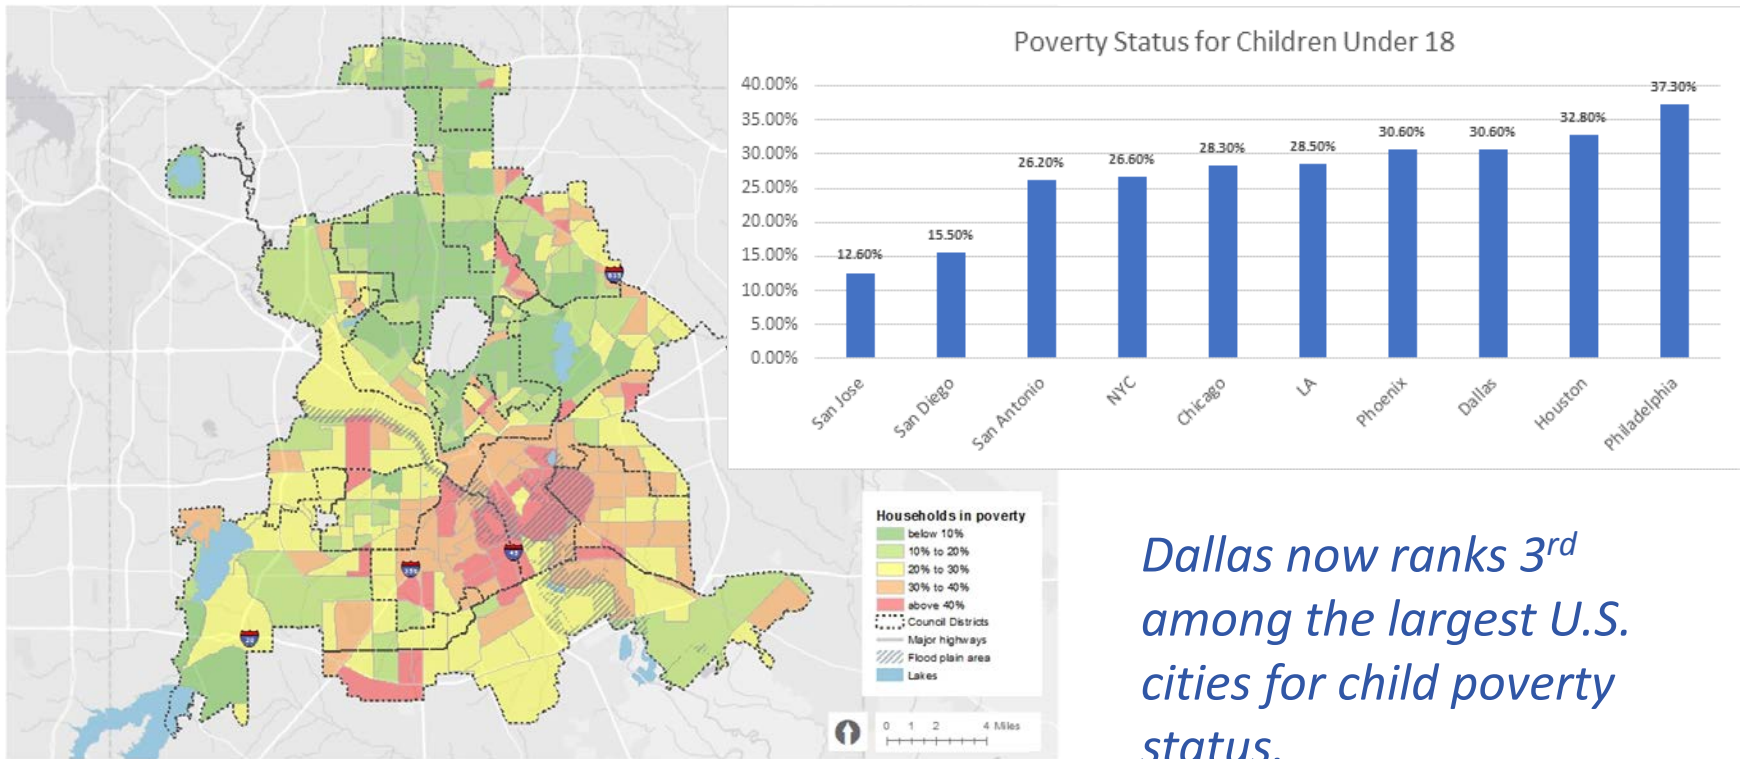 Poverty Status for Children Under 18
40.00%
35.00%
30.00%
25.00%
20.00%
15.00%
10.00%
5.00%
0.00%
12.60%
15.50%
26.20%
26.60%
28.30%
28.50%
30.60%
30.60%
32.80%
37.30%
San Jose
San Diego
San Antonio
NYC
Chicago
LA
Phoenix
Dallas
Houston
Philadelphia
Households in poverty
below 10%
10% to 20%
20% to 30%
30% to 40%
above 40%
Council Districts
Major highways
Flood plain area
Lakes
0 1 2 4 Miles
45
20
Dallas now ranks 3rd
among the largest U.S.
cities for child poverty
status.